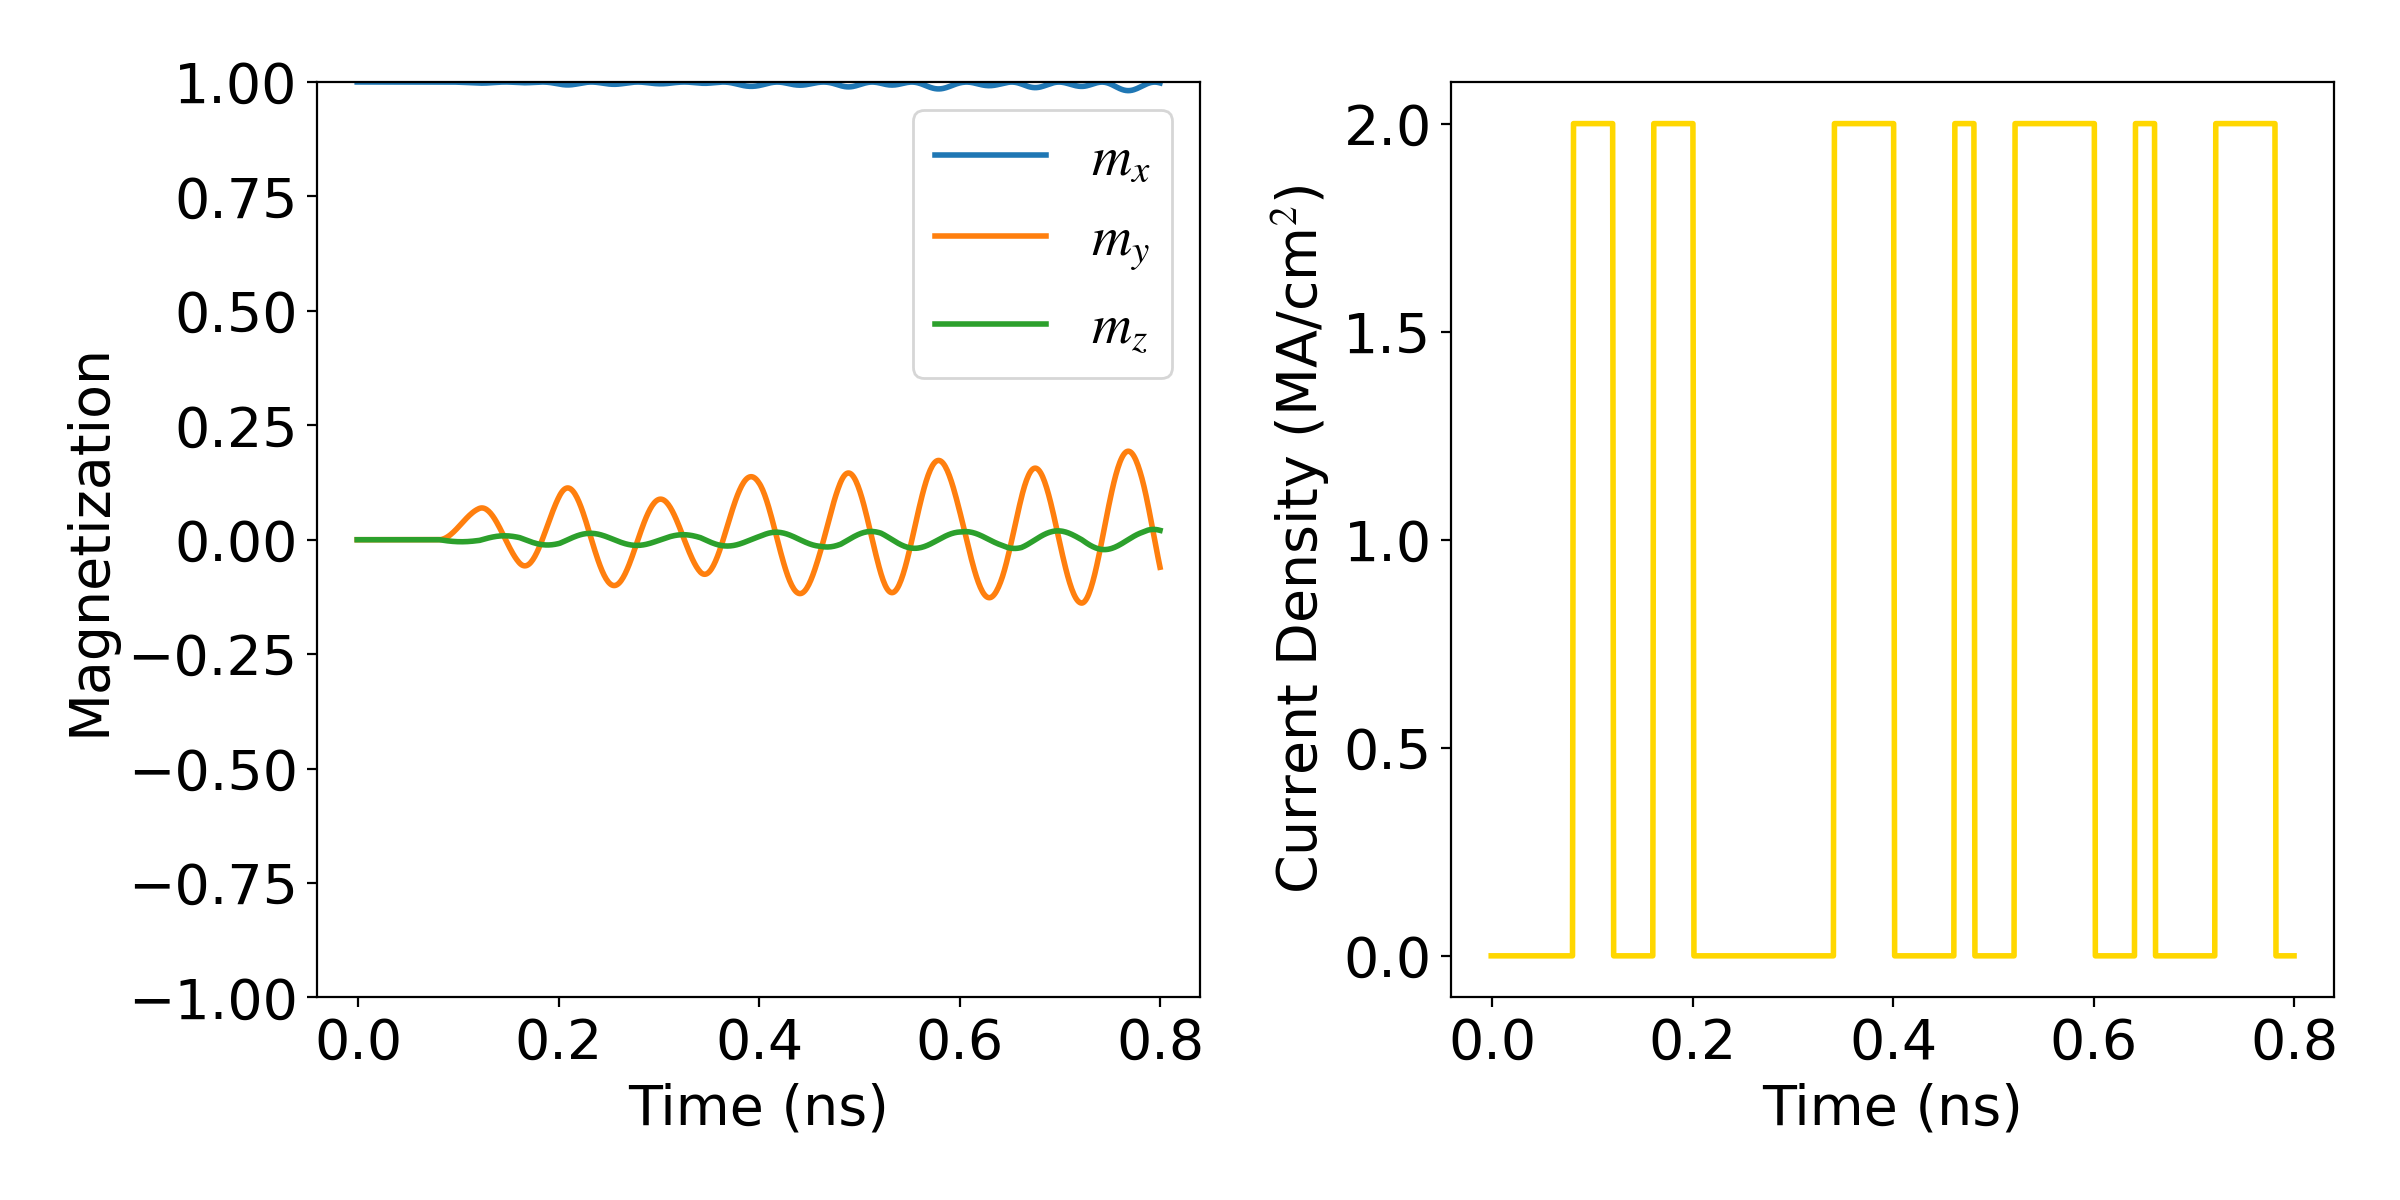 Magnetization
1.00
0.75
0.50
0.25
0.00
−0.25
−0.50
−0.75
−1.00
m_x
m_y
m_z
0.0 0.2 0.4 0.6 0.8
Time (ns)
Current Density (MA/cm²)
2.0
1.5
1.0
0.5
0.0
0.0 0.2 0.4 0.6 0.8
Time (ns)